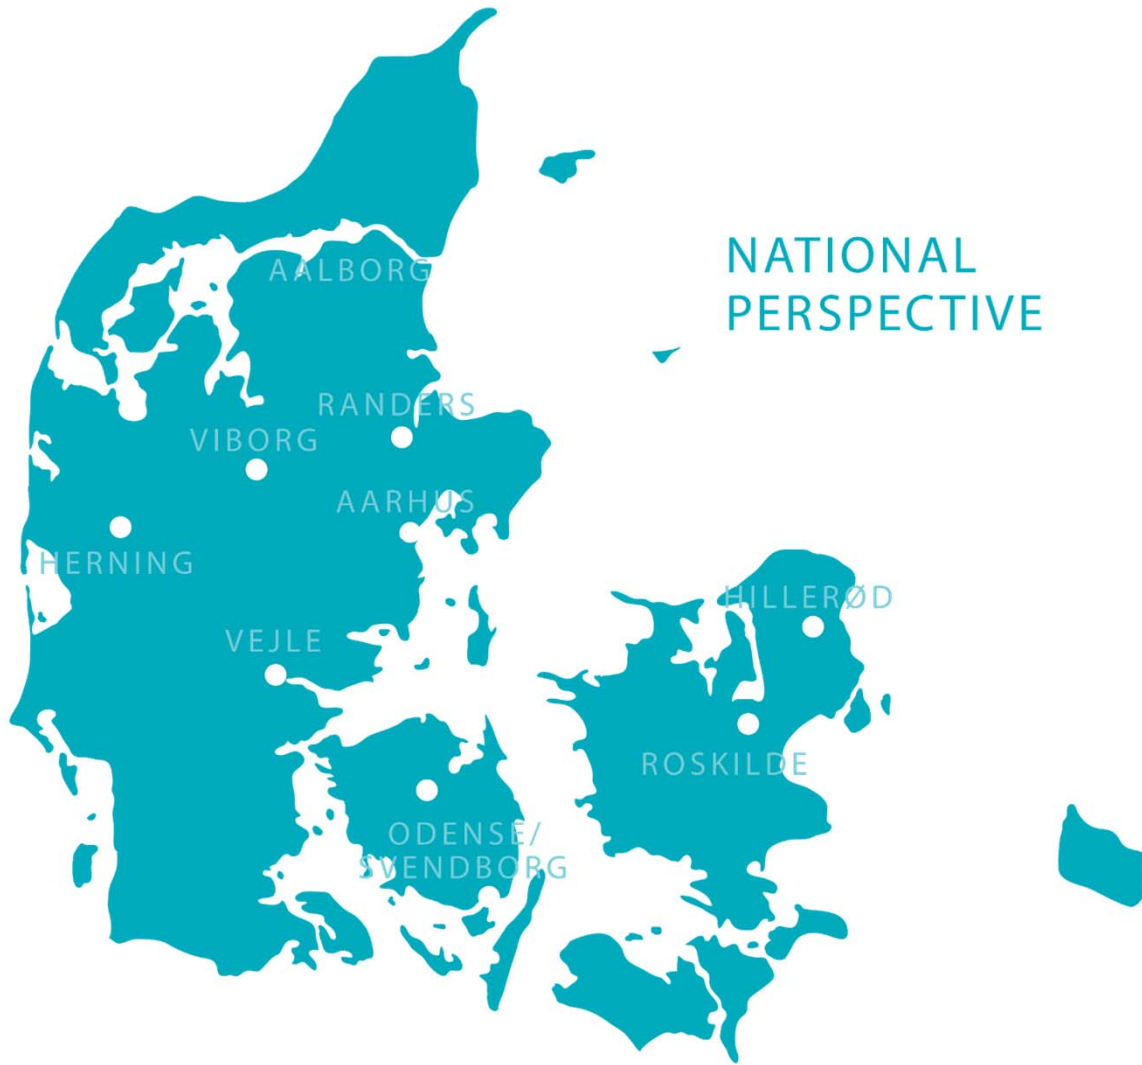 NATIONAL
PERSPECTIVE
AALBORG
RANDERS
VIBORG
AARHUS
HERNING
HILLERØD
VEJLE
ROSKILDE
ODENSE/
SVENDBORG